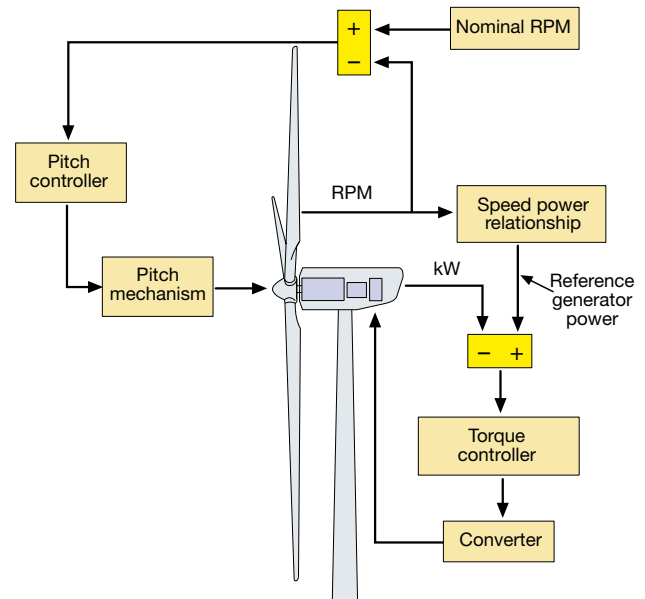 +
−
Nominal RPM
Pitch
controller
RPM
Speed power
relationship
Pitch
mechanism
kW
Reference
generator
power
− +
Torque
controller
Converter